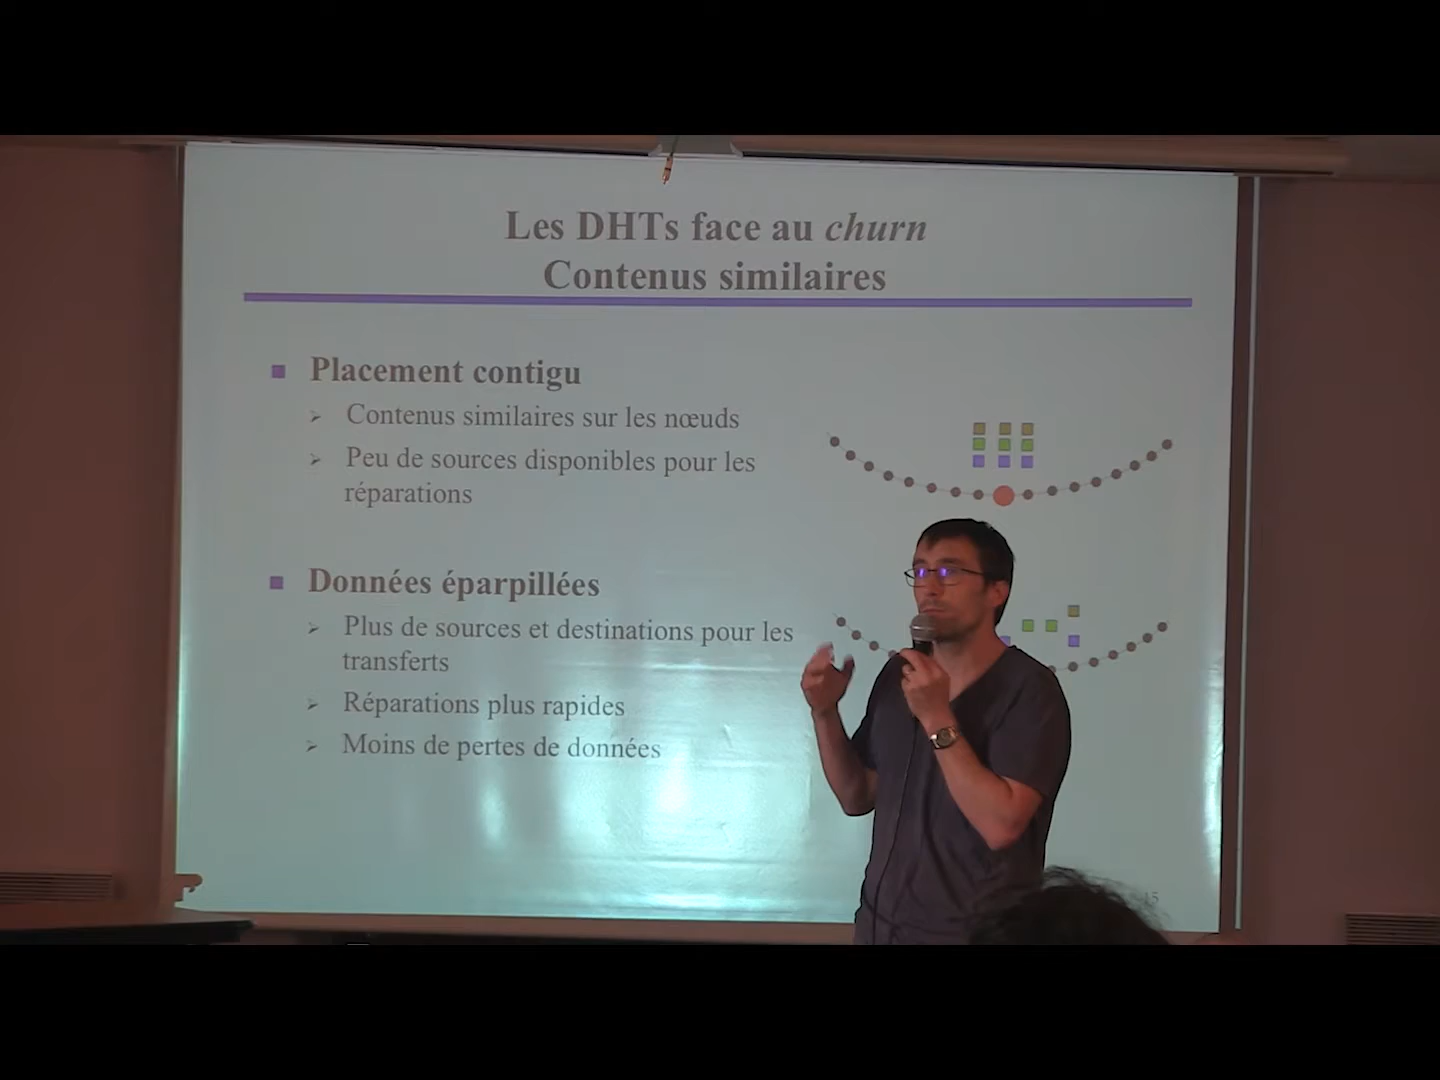 Les DHTs face au churn
Contenus similaires
Placement contigu
Contenus similaires sur les nœuds
Peu de sources disponibles pour les
réparations
Données éparpillées
Plus de sources et destinations pour les
transferts
Réparations plus rapides
Moins de pertes de données
15